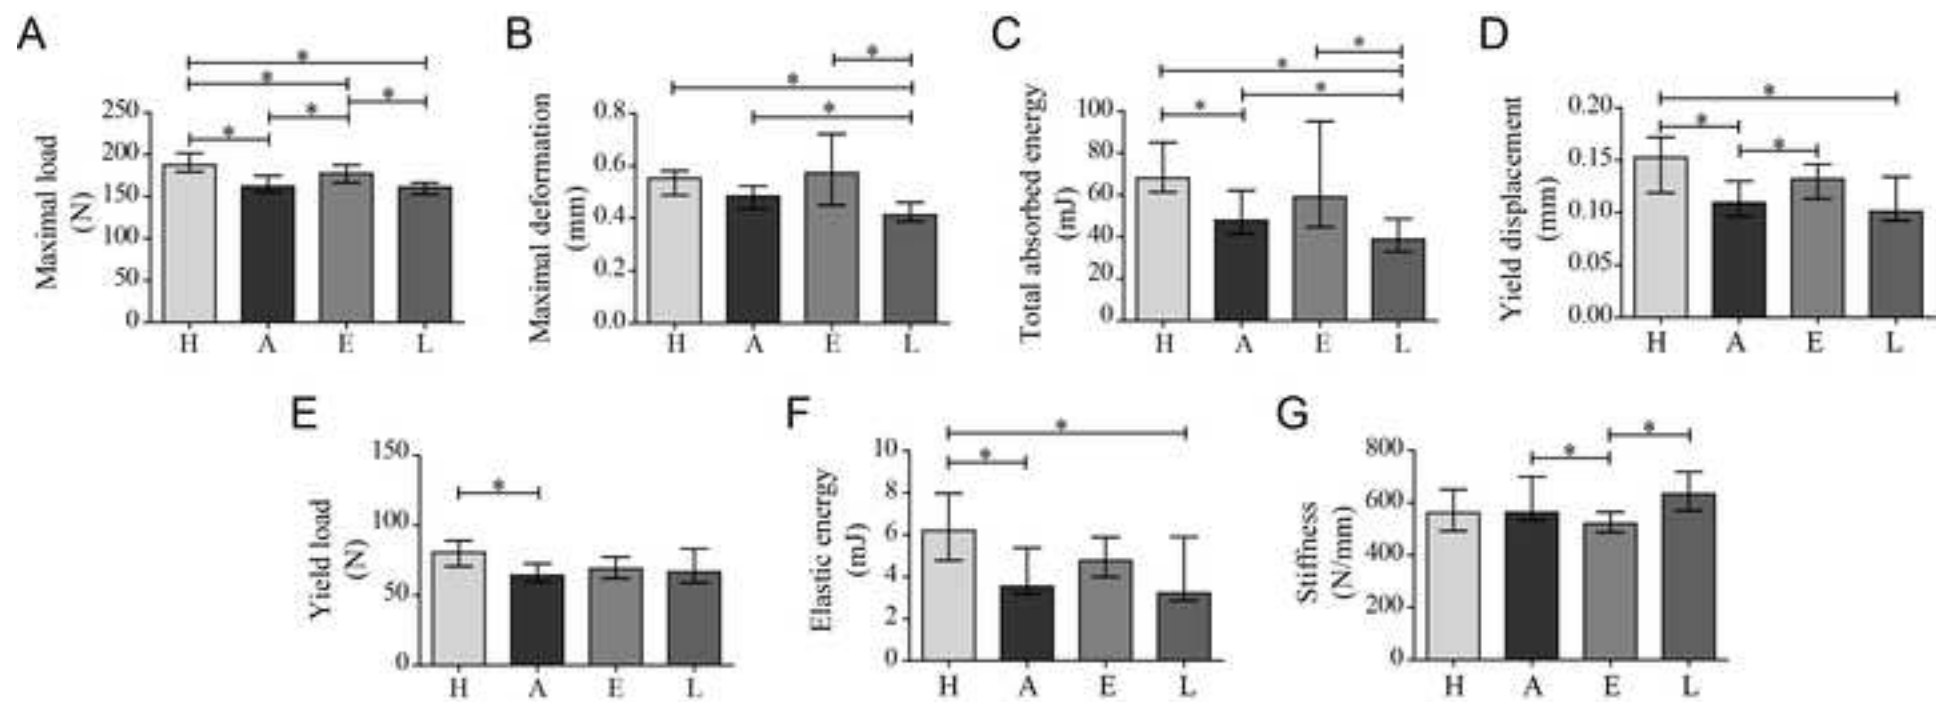 A
Maximal load
(N)
250
200
150
100
50
0
* * * * *
H A E L
B
Maximal deformation
(mm)
0.8
0.6
0.4
0.2
0.0
* * *
H A E L
C
Total absorbed energy
(mJ)
100
80
60
40
20
0
* * * *
H A E L
D
Yield displacement
(mm)
0.20
0.15
0.10
0.05
0.00
* * *
H A E L
E
Yield load
(N)
150
100
50
0
*
H A E L
F
Elastic energy
(mJ)
10
8
6
4
2
0
* *
H A E L
G
Stiffness
(N/mm)
800
600
400
200
0
* *
H A E L